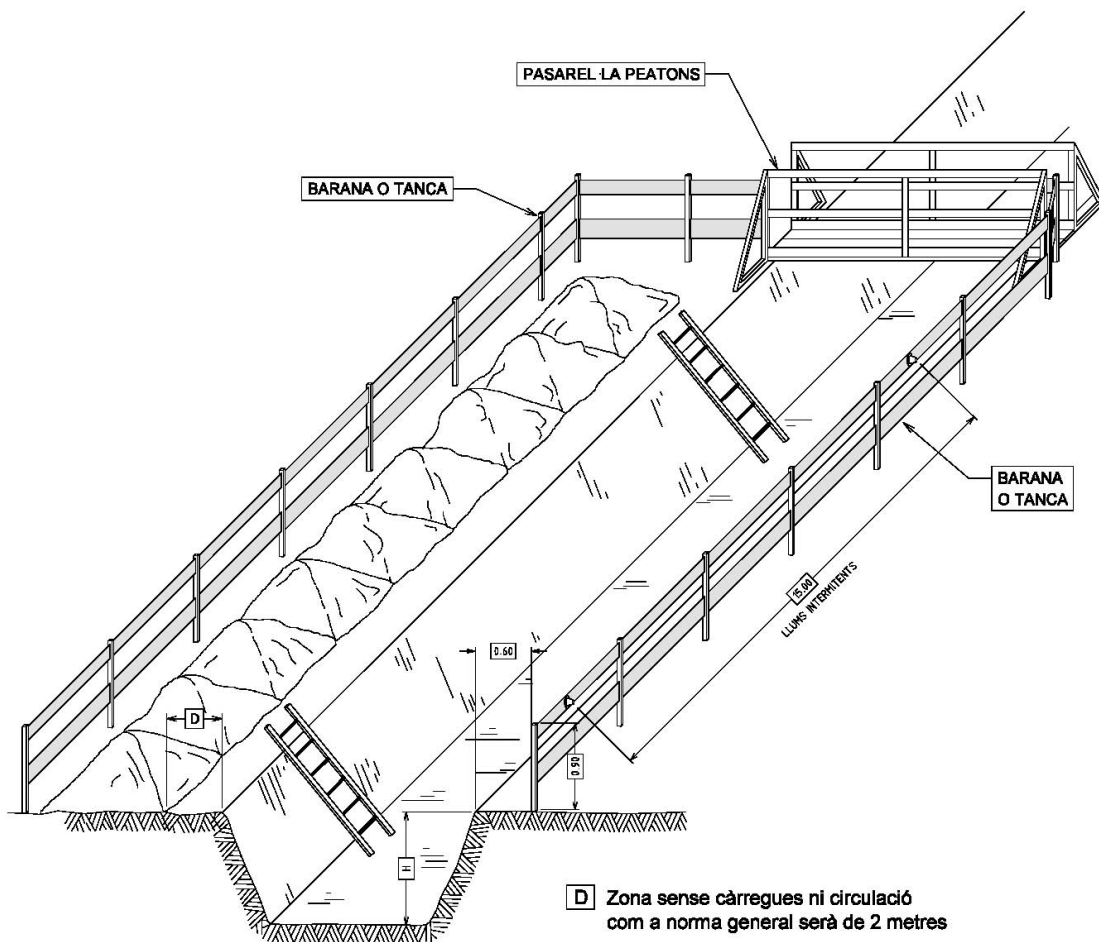 PASAREL·LA PEATONS
BARANA O TANCA
BARANA
O TANCA
15.00
LLUMS INTERMITENTS
0.60
D
0.90
H
D Zona sense càrregues ni circulació
com a norma general serà de 2 metres